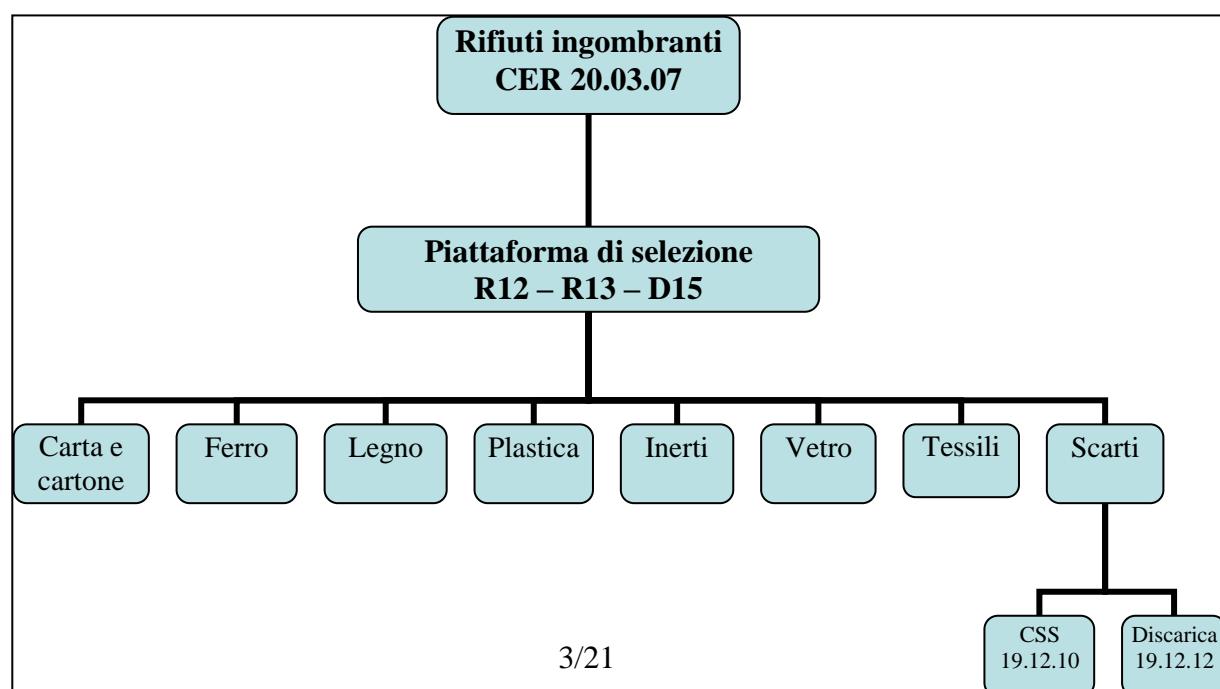 Rifiuti ingombranti
CER 20.03.07
Piattaforma di selezione
R12 – R13 – D15
Carta e
cartone
Ferro
Legno
Plastica
Inerti
Vetro
Tessili
Scarti
CSS
19.12.10
Discarica
19.12.12
3/21